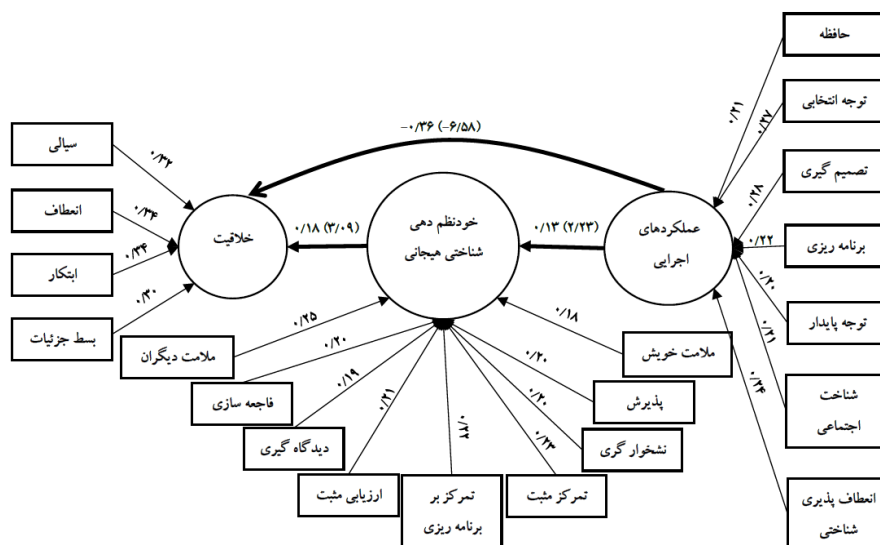 حافظه
توجه انتخابی
تصمیم گیری
برنامه ریزی
توجه پایدار
شناخت
اجتماعی
انعطاف پذیری
شناختی
۰/۲۱
۰/۲۷
۰/۲۸
۰/۲۲
۰/۲۰
۰/۲۱
۰/۲۴
عملکردهای
اجرایی
−۰/۳۶ (−۶/۵۸)
۰/۱۳ (۲/۲۳)
خودنظم دهی
شناختی هیجانی
۰/۱۸ (۳/۰۹)
خلاقیت
سیالی
انعطاف
ابتکار
بسط جزئیات
۰/۳۲
۰/۳۴
۰/۳۴
۰/۳۰
ملامت خویش
پذیرش
نشخوار گری
تمرکز مثبت
تمرکز بر
برنامه ریزی
ارزیابی مثبت
دیدگاه گیری
فاجعه سازی
ملامت دیگران
۰/۱۸
۰/۲۰
۰/۲۰
۰/۲۳
۰/۲۲
۰/۲۱
۰/۱۹
۰/۲۰
۰/۲۵